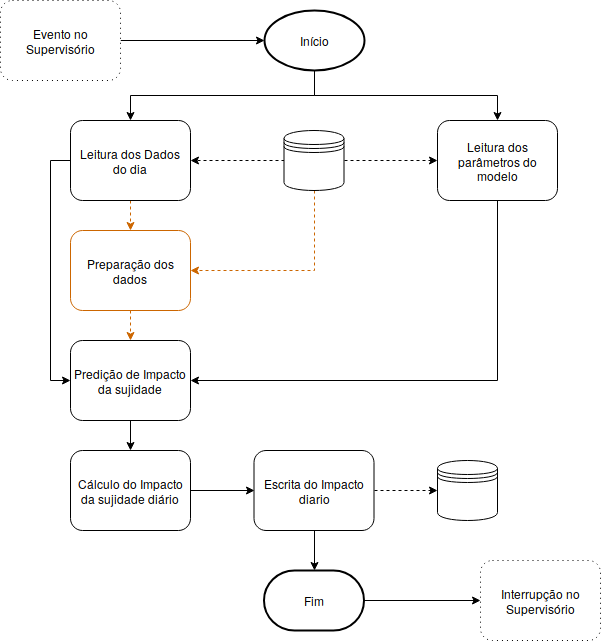 Evento no
Supervisório
Início
Leitura dos Dados
do dia
Leitura dos
parâmetros do
modelo
Preparação dos
dados
Predição de Impacto
da sujidade
Cálculo do Impacto
da sujidade diário
Escrita do Impacto
diario
Fim
Interrupção no
Supervisório